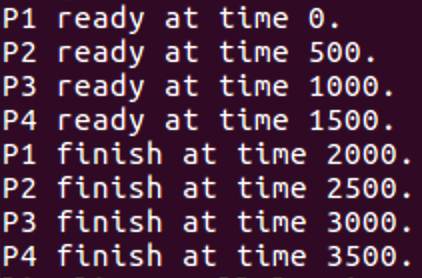 P1 ready at time 0.
P2 ready at time 500.
P3 ready at time 1000.
P4 ready at time 1500.
P1 finish at time 2000.
P2 finish at time 2500.
P3 finish at time 3000.
P4 finish at time 3500.